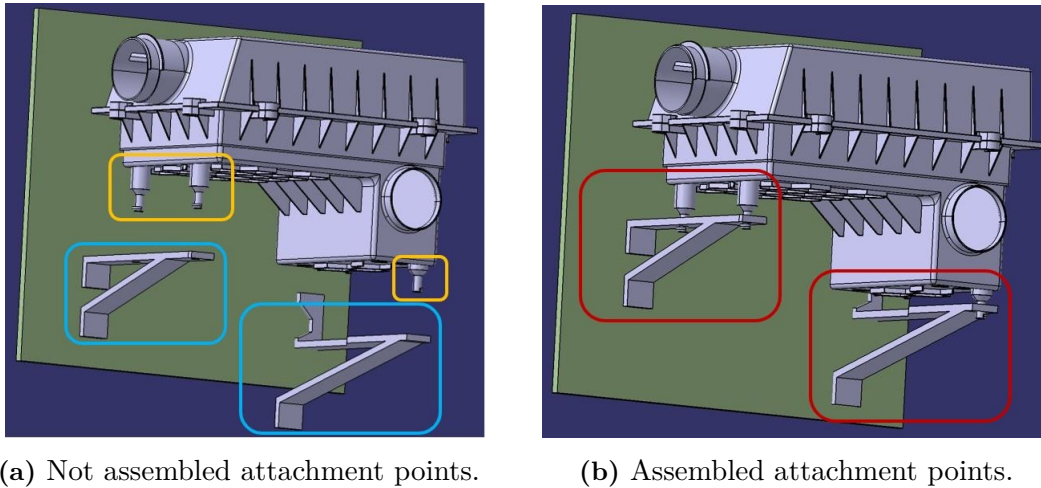 (a) Not assembled attachment points.
(b) Assembled attachment points.